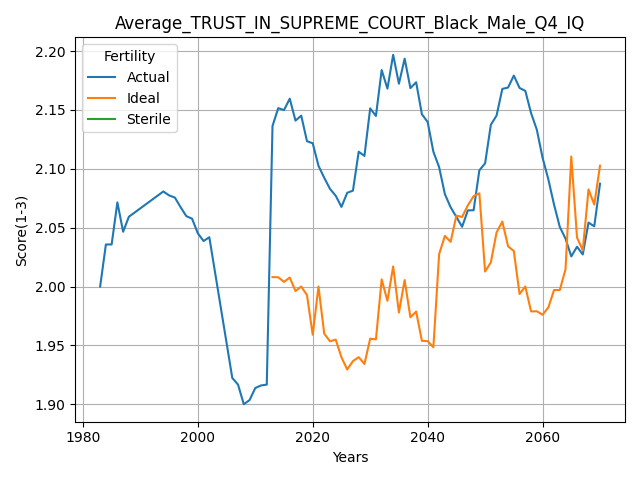 Average_TRUST_IN_SUPREME_COURT_Black_Male_Q4_IQ
Fertility
Actual
Ideal
Sterile
Score(1-3)
2.20
2.15
2.10
2.05
2.00
1.95
1.90
1980 2000 2020 2040 2060
Years